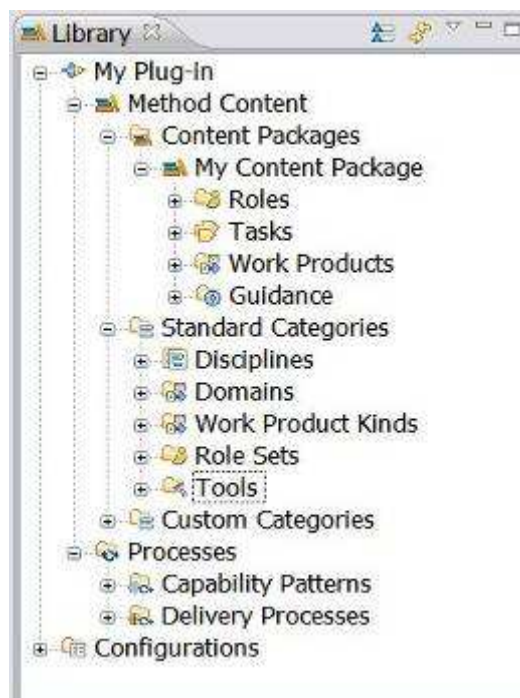 Library
My Plug-in
Method Content
Content Packages
My Content Package
Roles
Tasks
Work Products
Guidance
Standard Categories
Disciplines
Domains
Work Product Kinds
Role Sets
Tools
Custom Categories
Processes
Capability Patterns
Delivery Processes
Configurations